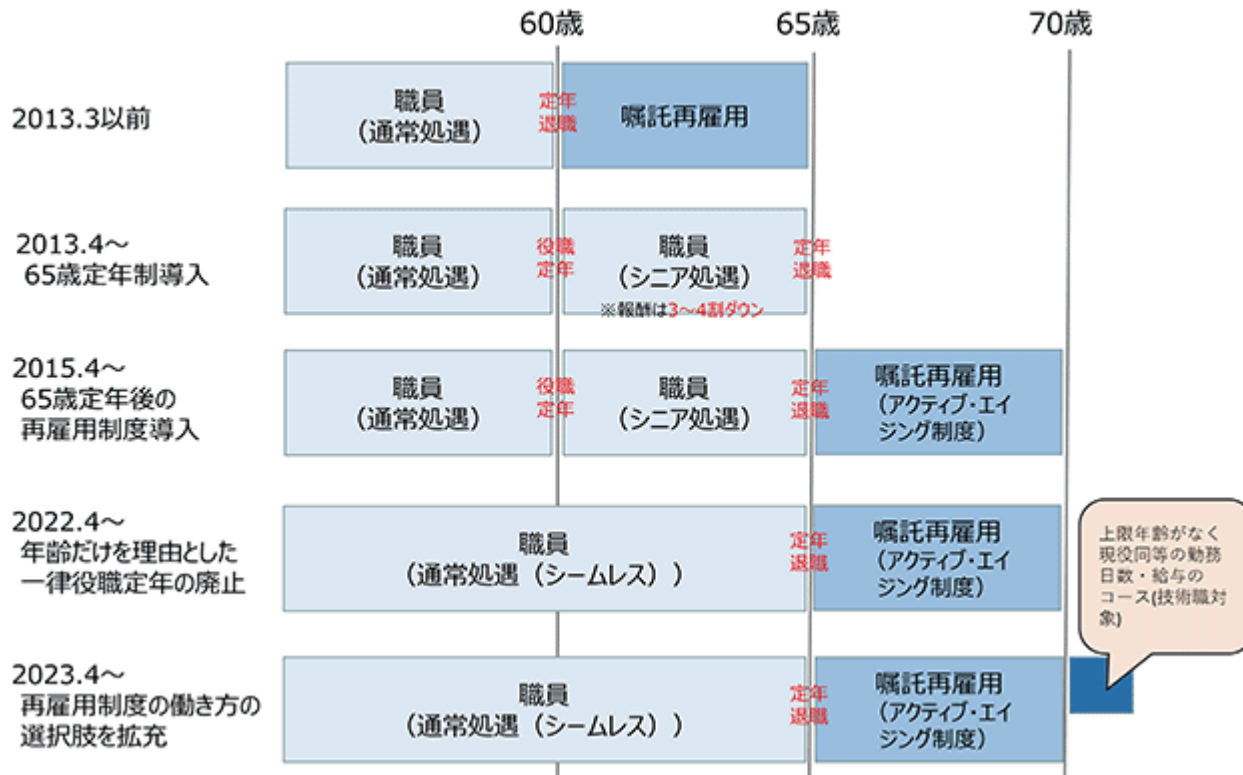 60歳
65歳
70歳
2013.3以前
職員
(通常処遇)
定年
退職
嘱託再雇用
2013.4～
65歳定年制導入
職員
(通常処遇)
役職
定年
職員
(シニア処遇)
※報酬は3～4割ダウン
定年
退職
2015.4～
65歳定年後の
再雇用制度導入
職員
(通常処遇)
役職
定年
職員
(シニア処遇)
定年
退職
嘱託再雇用
(アクティブ・エイ
ジング制度)
2022.4～
年齢だけを理由とした
一律役職定年の廃止
職員
(通常処遇（シームレス）)
定年
退職
嘱託再雇用
(アクティブ・エイ
ジング制度)
上限年齢がなく
現役同等の勤務
日数・給与の
コース(技術職対
象)
2023.4～
再雇用制度の働き方の
選択肢を拡充
職員
(通常処遇（シームレス）)
定年
退職
嘱託再雇用
(アクティブ・エイ
ジング制度)